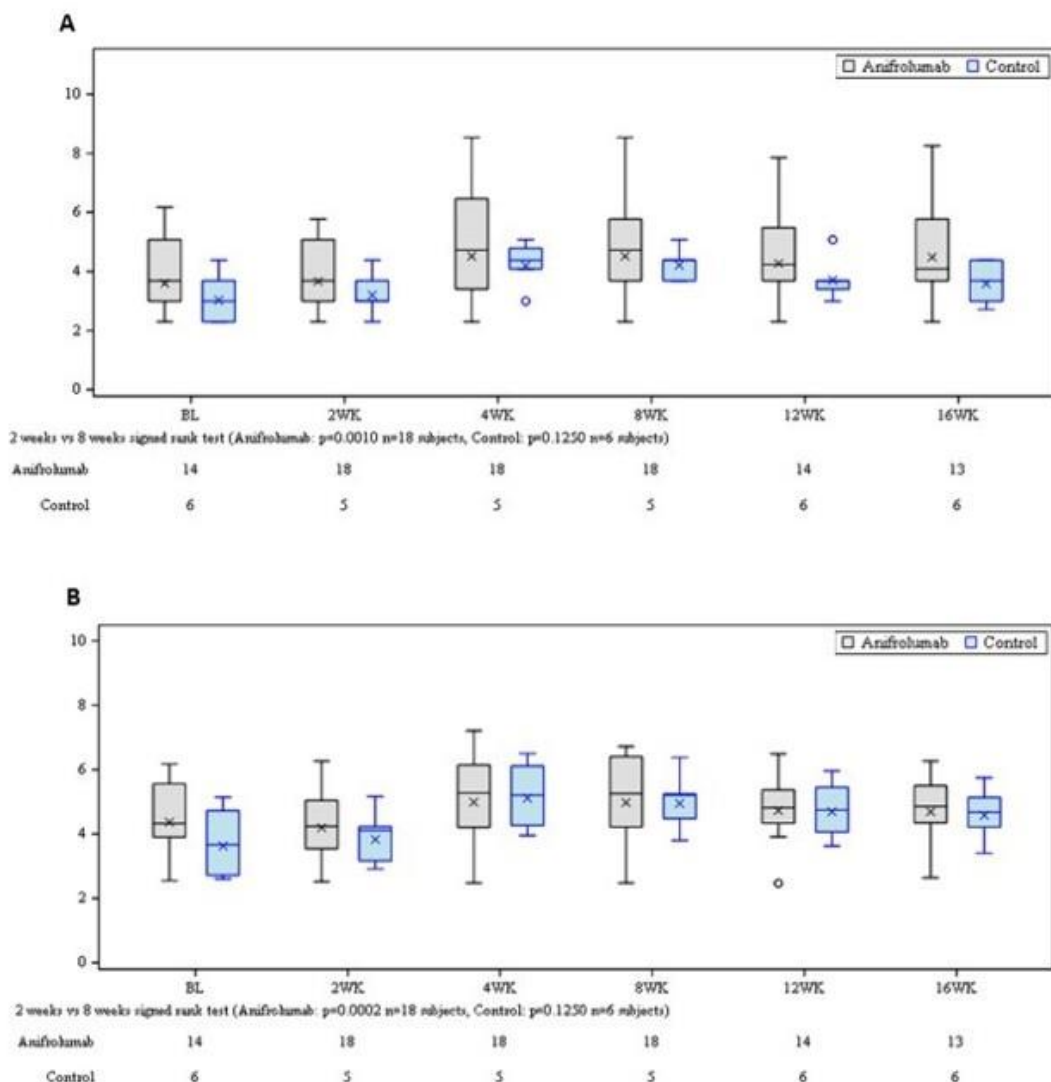 A
Anifrolumab Control
10
8
6
4
2
0
BL 2WK 4WK 8WK 12WK 16WK
2 weeks vs 8 weeks signed rank test (Anifrolumab: p=0.0010 n=18 subjects, Control: p=0.1250 n=6 subjects)
Anifrolumab 14 18 18 18 14 13
Control 6 5 5 5 6 6
B
Anifrolumab Control
10
8
6
4
2
0
BL 2WK 4WK 8WK 12WK 16WK
2 weeks vs 8 weeks signed rank test (Anifrolumab: p=0.0002 n=18 subjects, Control: p=0.1250 n=6 subjects)
Anifrolumab 14 18 18 18 14 13
Control 6 5 5 5 6 6